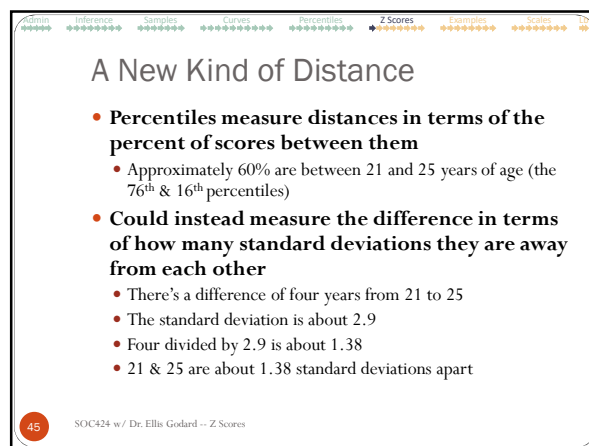 Admin Inference Samples Curves Percentiles Z Scores Examples Scales
A New Kind of Distance
• Percentiles measure distances in terms of the
percent of scores between them
• Approximately 60% are between 21 and 25 years of age (the
76th & 16th percentiles)
• Could instead measure the difference in terms
of how many standard deviations they are away
from each other
• There's a difference of four years from 21 to 25
• The standard deviation is about 2.9
• Four divided by 2.9 is about 1.38
• 21 & 25 are about 1.38 standard deviations apart
45 SOC424 w/ Dr. Ellis Godard -- Z Scores